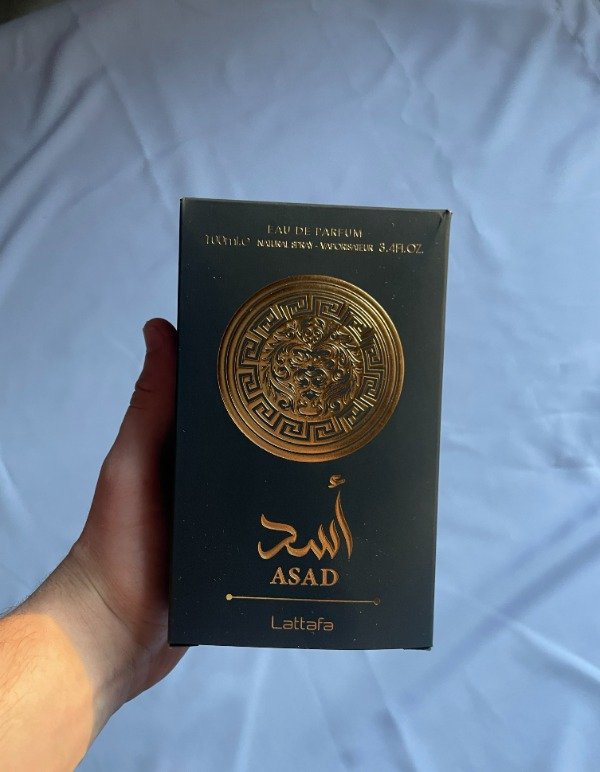 EAU DE PARFUM
100ml.℮ NATURAL SPRAY - VAPORISATEUR 3.4FL.OZ.
أسد
ASAD
Lattafa